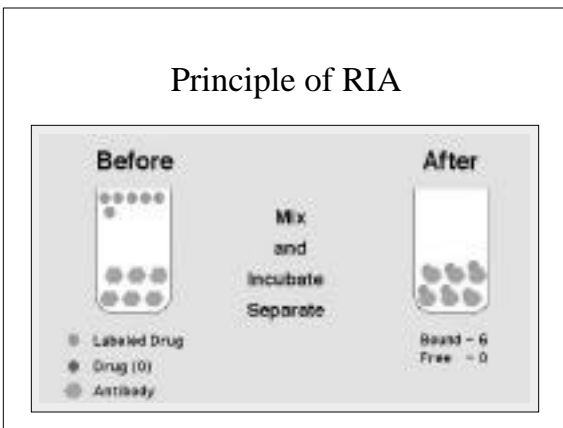 Principle of RIA
Before
After
Mix
and
Incubate
Separate
Labeled Drug
Drug (0)
Antibody
Bound - 6
Free - 0